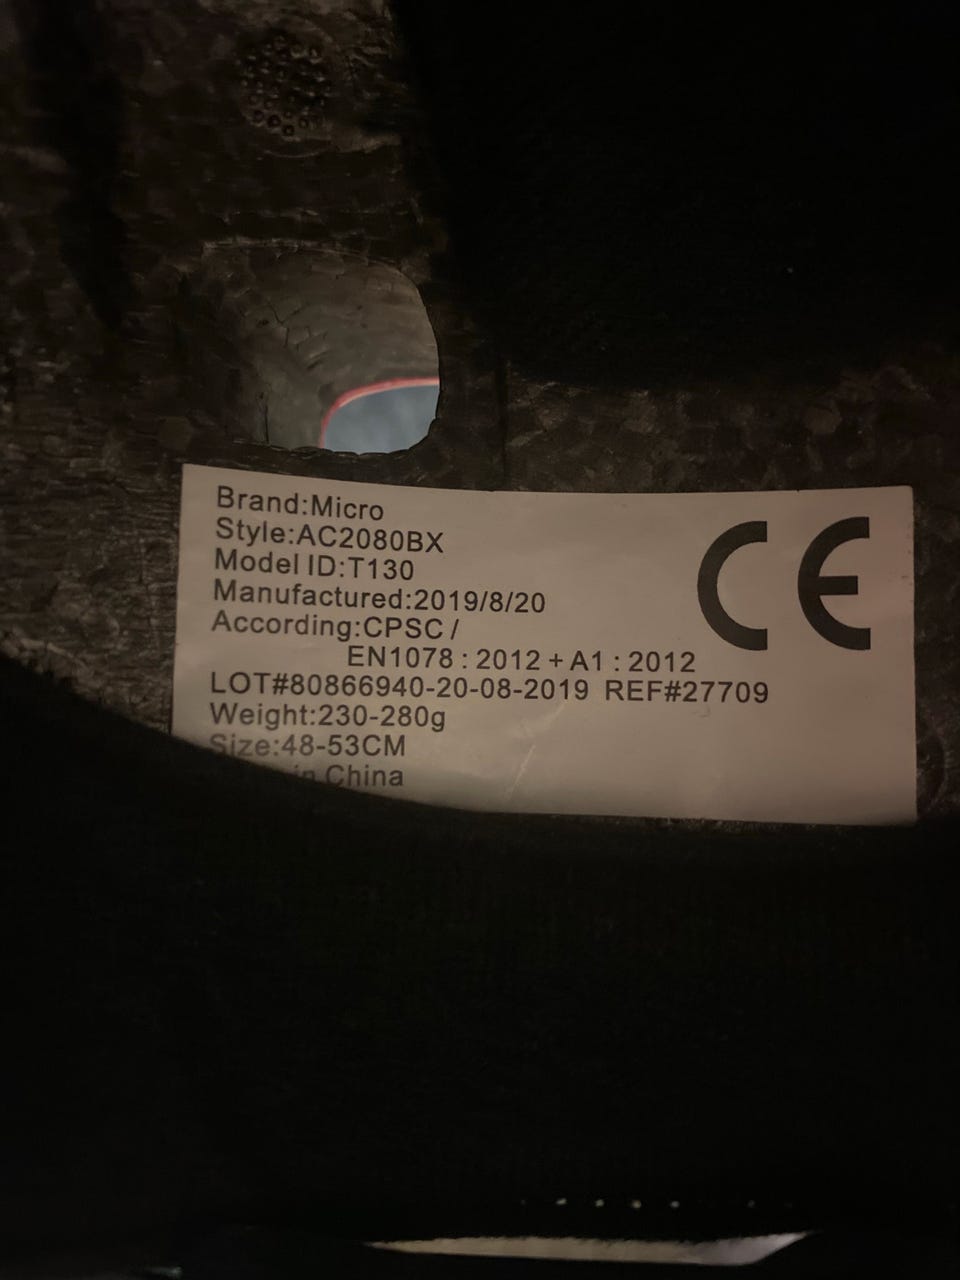 Brand:Micro
Style:AC2080BX
Model ID:T130
Manufactured:2019/8/20
According:CPSC /
EN1078 : 2012 + A1 : 2012
LOT#80866940-20-08-2019 REF#27709
Weight:230-280g
Size:48-53CM
in China
CE